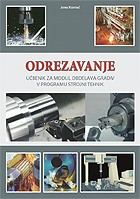 ODREZAVANJE
UČBENIK ZA MODUL OBDELAVA GRADIV
V PROGRAMU STROJNI TEHNIK